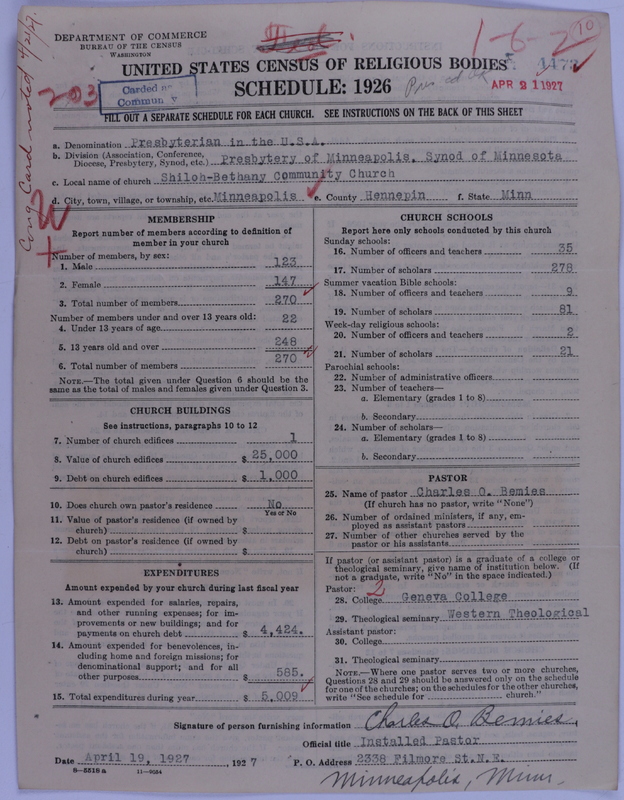 DEPARTMENT OF COMMERCE
BUREAU OF THE CENSUS
WASHINGTON
1-6-2
10
Cong. Card noted 4/21/29
203
Carded as
Community
UNITED STATES CENSUS OF RELIGIOUS BODIES
SCHEDULE: 1926
APR 21 1927
FILL OUT A SEPARATE SCHEDULE FOR EACH CHURCH. SEE INSTRUCTIONS ON THE BACK OF THIS SHEET
a. Denomination Presbyterian in the U.S.A.
b. Division (Association, Conference, Diocese, Presbytery, Synod, etc.) Presbytery of Minneapolis, Synod of Minnesota
c. Local name of church Shiloh-Bethany Community Church
d. City, town, village, or township, etc. Minneapolis e. County Hennepin f. State Minn
MEMBERSHIP
Report number of members according to definition of
member in your church
Number of members, by sex:
1. Male 123
2. Female 147
3. Total number of members 270
Number of members under and over 13 years old:
4. Under 13 years of age 22
5. 13 years old and over 248
6. Total number of members 270
NOTE.—The total given under Question 6 should be the
same as the total of males and females given under Question 3.
CHURCH BUILDINGS
See instructions, paragraphs 10 to 12
7. Number of church edifices 1
8. Value of church edifices $ 25,000
9. Debt on church edifices $ 1,000
10. Does church own pastor's residence No
Yes or No
11. Value of pastor's residence (if owned by
church) $
12. Debt on pastor's residence (if owned by
church) $
EXPENDITURES
Amount expended by your church during last fiscal year
13. Amount expended for salaries, repairs,
and other running expenses; for im-
provements or new buildings; and for
payments on church debt $ 4,424.
14. Amount expended for benevolences, in-
cluding home and foreign missions; for
denominational support; and for all
other purposes $ 585.
15. Total expenditures during year $ 5,009
CHURCH SCHOOLS
Report here only schools conducted by this church
Sunday schools:
16. Number of officers and teachers 35
17. Number of scholars 278
Summer vacation Bible schools:
18. Number of officers and teachers 9
19. Number of scholars 81
Week-day religious schools:
20. Number of officers and teachers 2
21. Number of scholars 21
Parochial schools:
22. Number of administrative officers
23. Number of teachers—
a. Elementary (grades 1 to 8)
b. Secondary
24. Number of scholars—
a. Elementary (grades 1 to 8)
b. Secondary
PASTOR
25. Name of pastor Charles O. Bemies
(If church has no pastor, write "None")
26. Number of ordained ministers, if any, em-
ployed as assistant pastors
27. Number of other churches served by the
pastor or his assistants
If pastor (or assistant pastor) is a graduate of a college or
theological seminary, give name of institution below. (If
not a graduate, write "No" in the space indicated.)
Pastor: 2
28. College Geneva College
29. Theological seminary Western Theological
Assistant pastor:
30. College
31. Theological seminary
NOTE.—Where one pastor serves two or more churches,
Questions 28 and 29 should be answered only on the schedule
for one of the churches; on the schedules for the other churches,
write "See schedule for church."
Signature of person furnishing information Charles O. Bemies.
Official title Installed Pastor
Date April 19, 1927, 1927 P. O. Address 2338 Filmore St.N.E.
8-5518 a 11-9054
Minneapolis, Minn.